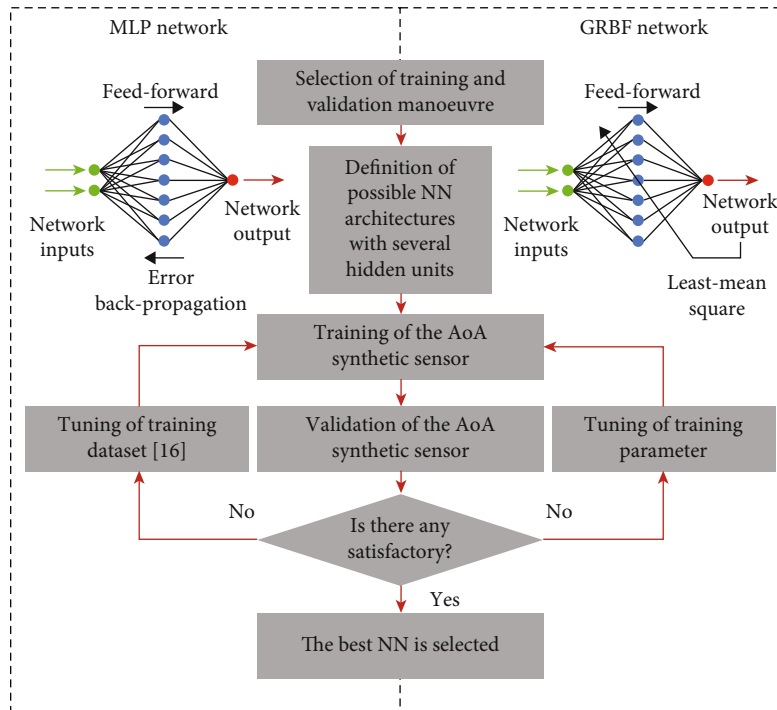 MLP network
GRBF network
Selection of training and
validation manoeuvre
Feed-forward
Network
inputs
Network
output
Error
back-propagation
Definition of
possible NN
architectures
with several
hidden units
Feed-forward
Network
inputs
Network
output
Least-mean
square
Training of the AoA
synthetic sensor
Tuning of training
dataset [16]
Validation of the AoA
synthetic sensor
Tuning of training
parameter
No
Is there any
satisfactory?
No
Yes
The best NN is selected